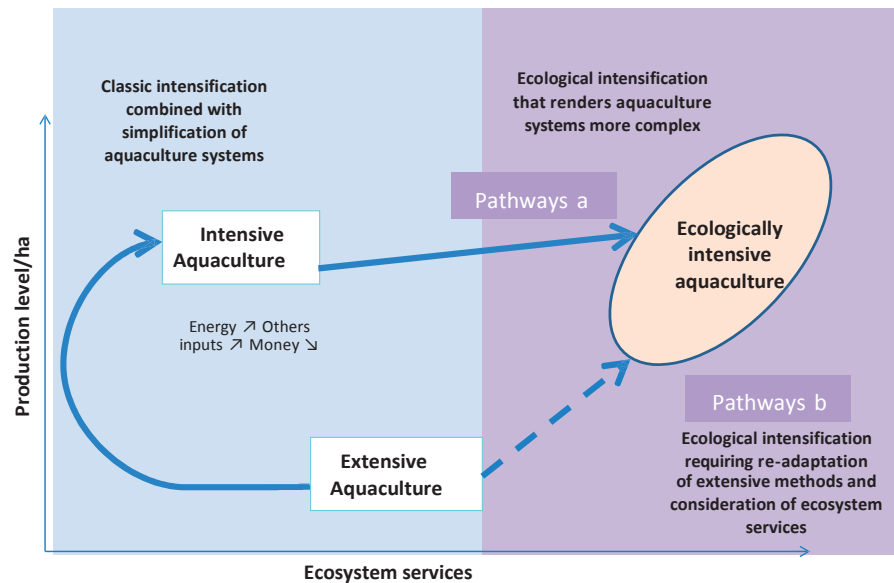 Classic intensification
combined with
simplification of
aquaculture systems
Ecological intensification
that renders aquaculture
systems more complex
Pathways a
Intensive
Aquaculture
Ecologically
intensive
aquaculture
Energy ↗ Others
inputs ↗ Money ↘
Production level/ha
Pathways b
Extensive
Aquaculture
Ecological intensification
requiring re-adaptation
of extensive methods and
consideration of ecosystem
services
Ecosystem services